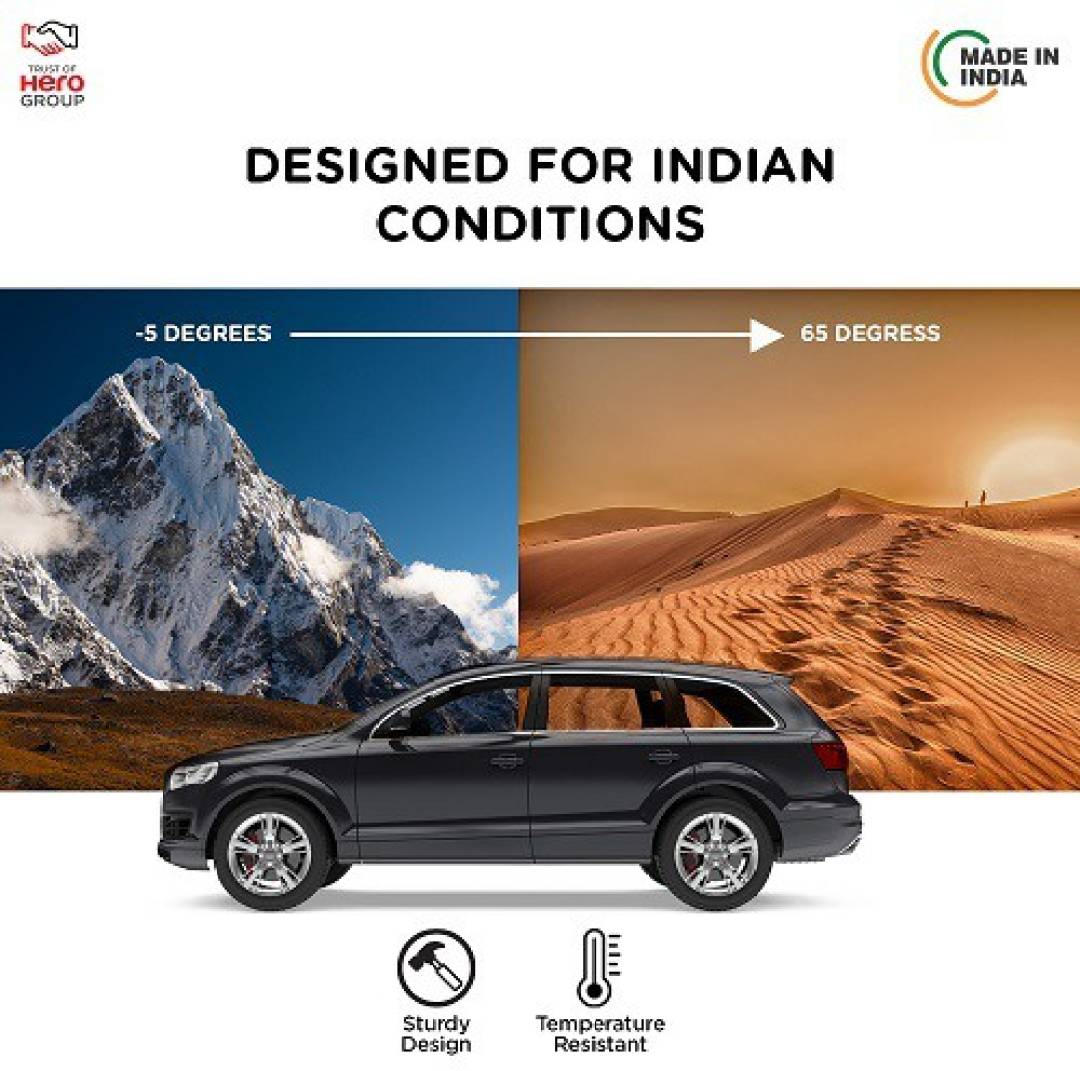 TRUST OF
Hero
GROUP
MADE IN
INDIA
DESIGNED FOR INDIAN
CONDITIONS
-5 DEGREES
65 DEGRESS
Sturdy
Design
Temperature
Resistant